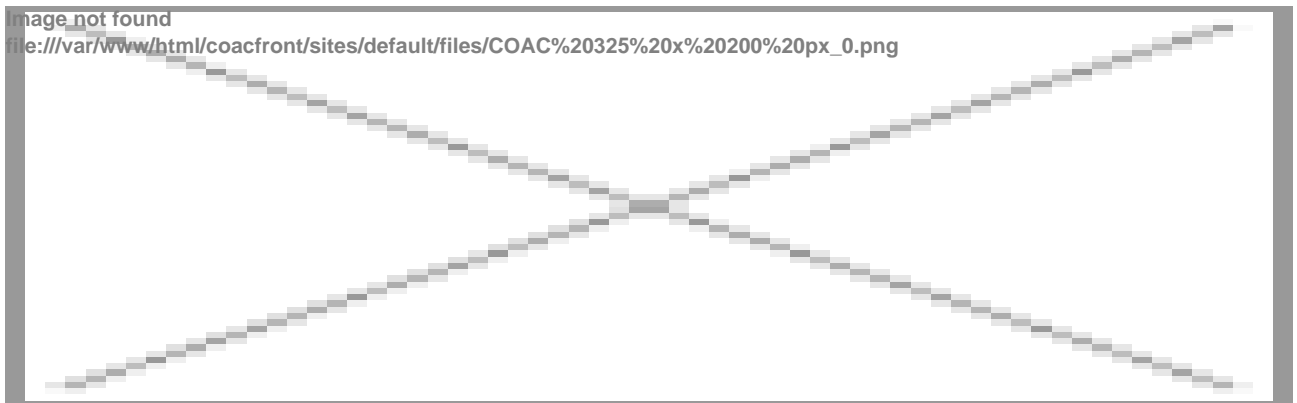 Image not found
file:///var/www/html/coacfront/sites/default/files/COAC%20325%20x%20200%20px_0.png